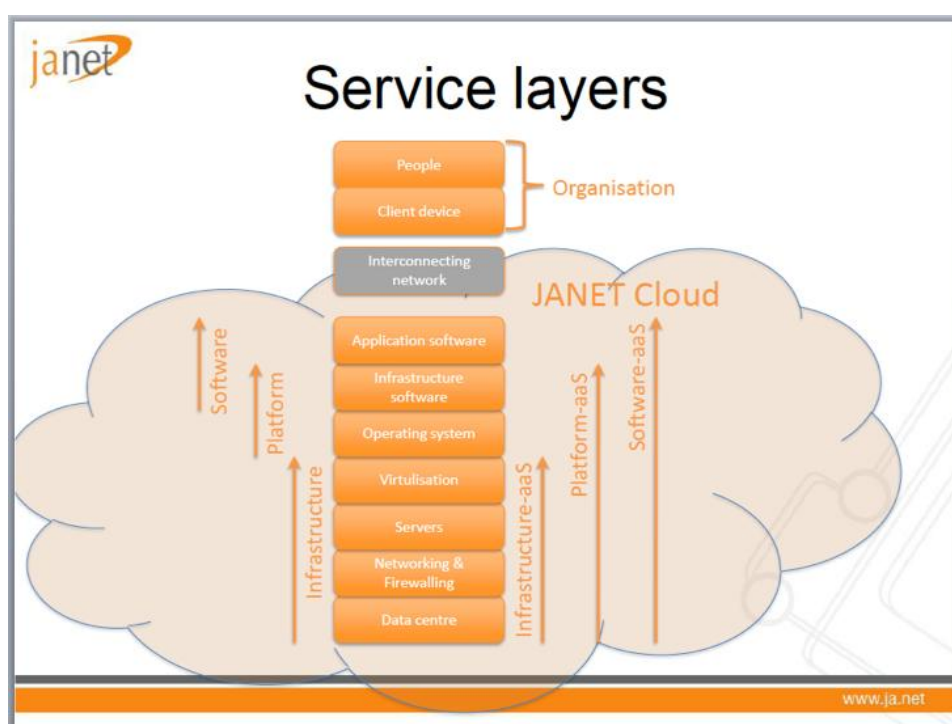 janet
Service layers
People
Client device
Organisation
Interconnecting
network
JANET Cloud
Application software
Infrastructure
software
Operating system
Virtulisation
Servers
Networking &
Firewalling
Data centre
Software
Platform
Infrastructure
Infrastructure-aaS
Platform-aaS
Software-aaS
www.ja.net